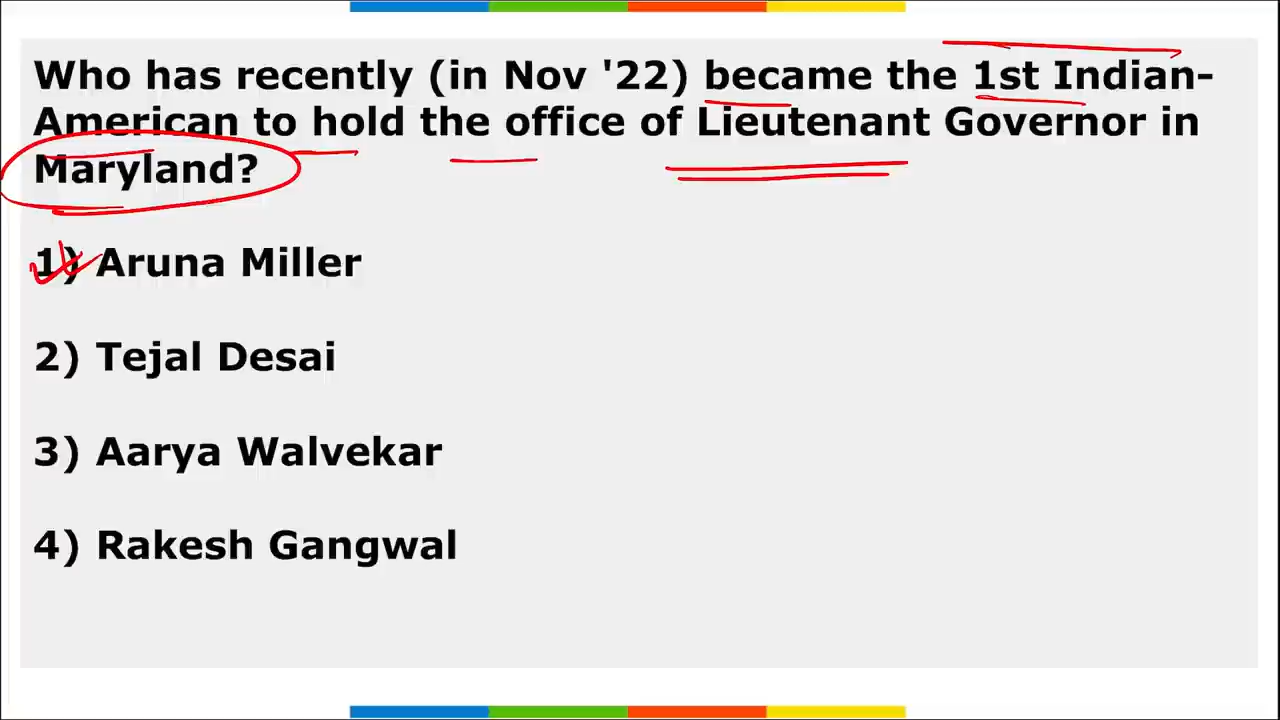 Who has recently (in Nov '22) became the 1st Indian-
American to hold the office of Lieutenant Governor in
Maryland?
1) Aruna Miller
2) Tejal Desai
3) Aarya Walvekar
4) Rakesh Gangwal